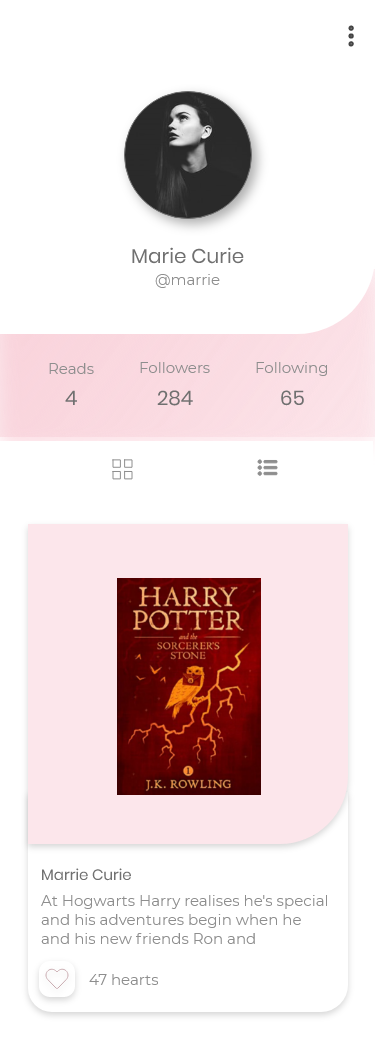 Marie Curie
@marrie
Reads Followers Following
4 284 65
HARRY
POTTER
and the
SORCERER'S
STONE
1
J.K. ROWLING
Marrie Curie
At Hogwarts Harry realises he's special
and his adventures begin when he
and his new friends Ron and
47 hearts